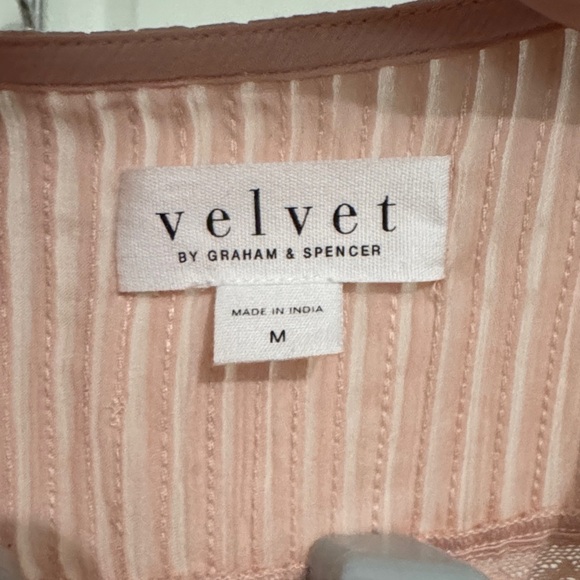 velvet
BY GRAHAM & SPENCER
MADE IN INDIA
M